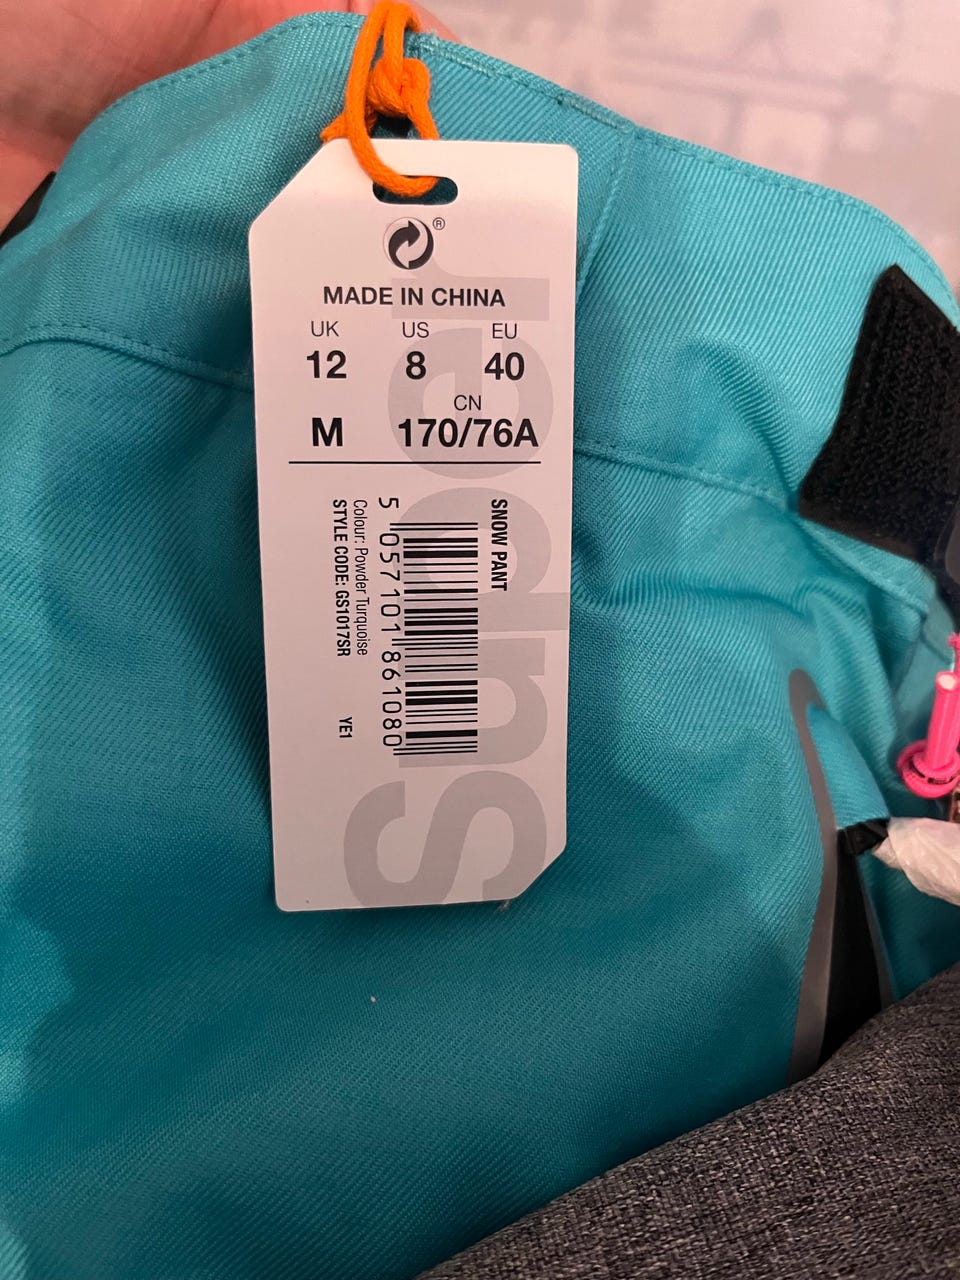 ®
MADE IN CHINA
UK US EU
12 8 40
CN
M 170/76A
SNOW PANT
5 057101 861080
Colour: Powder Turquoise
STYLE CODE: GS1017SR YE1
Super